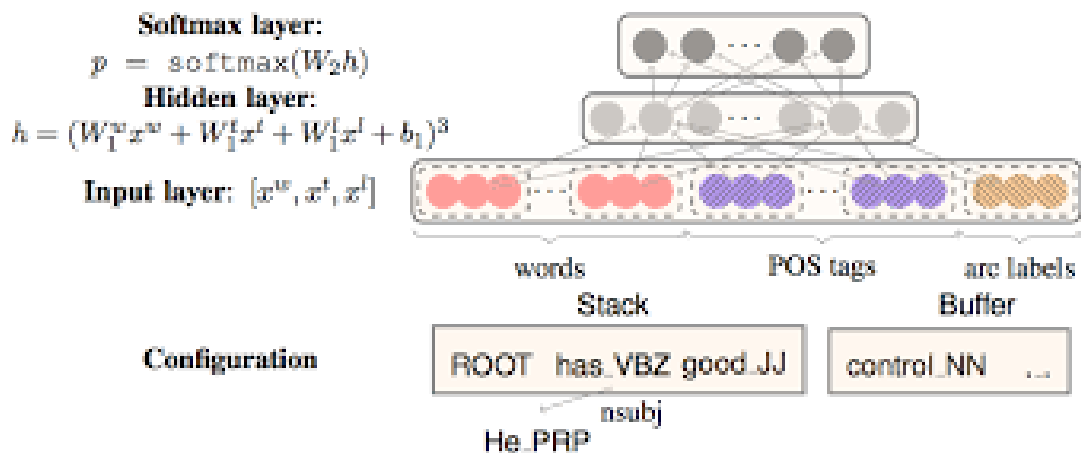 Softmax layer:
p = softmax(W₂h)
Hidden layer:
h = (W₁ʷxʷ + W₁ᵗxᵗ + W₁ˡxˡ + b₁)³
Input layer: [xʷ, xᵗ, xˡ]
... ...
words POS tags arc labels
Stack Buffer
Configuration
ROOT has_VBZ good_JJ control_NN ...
nsubj
He_PRP